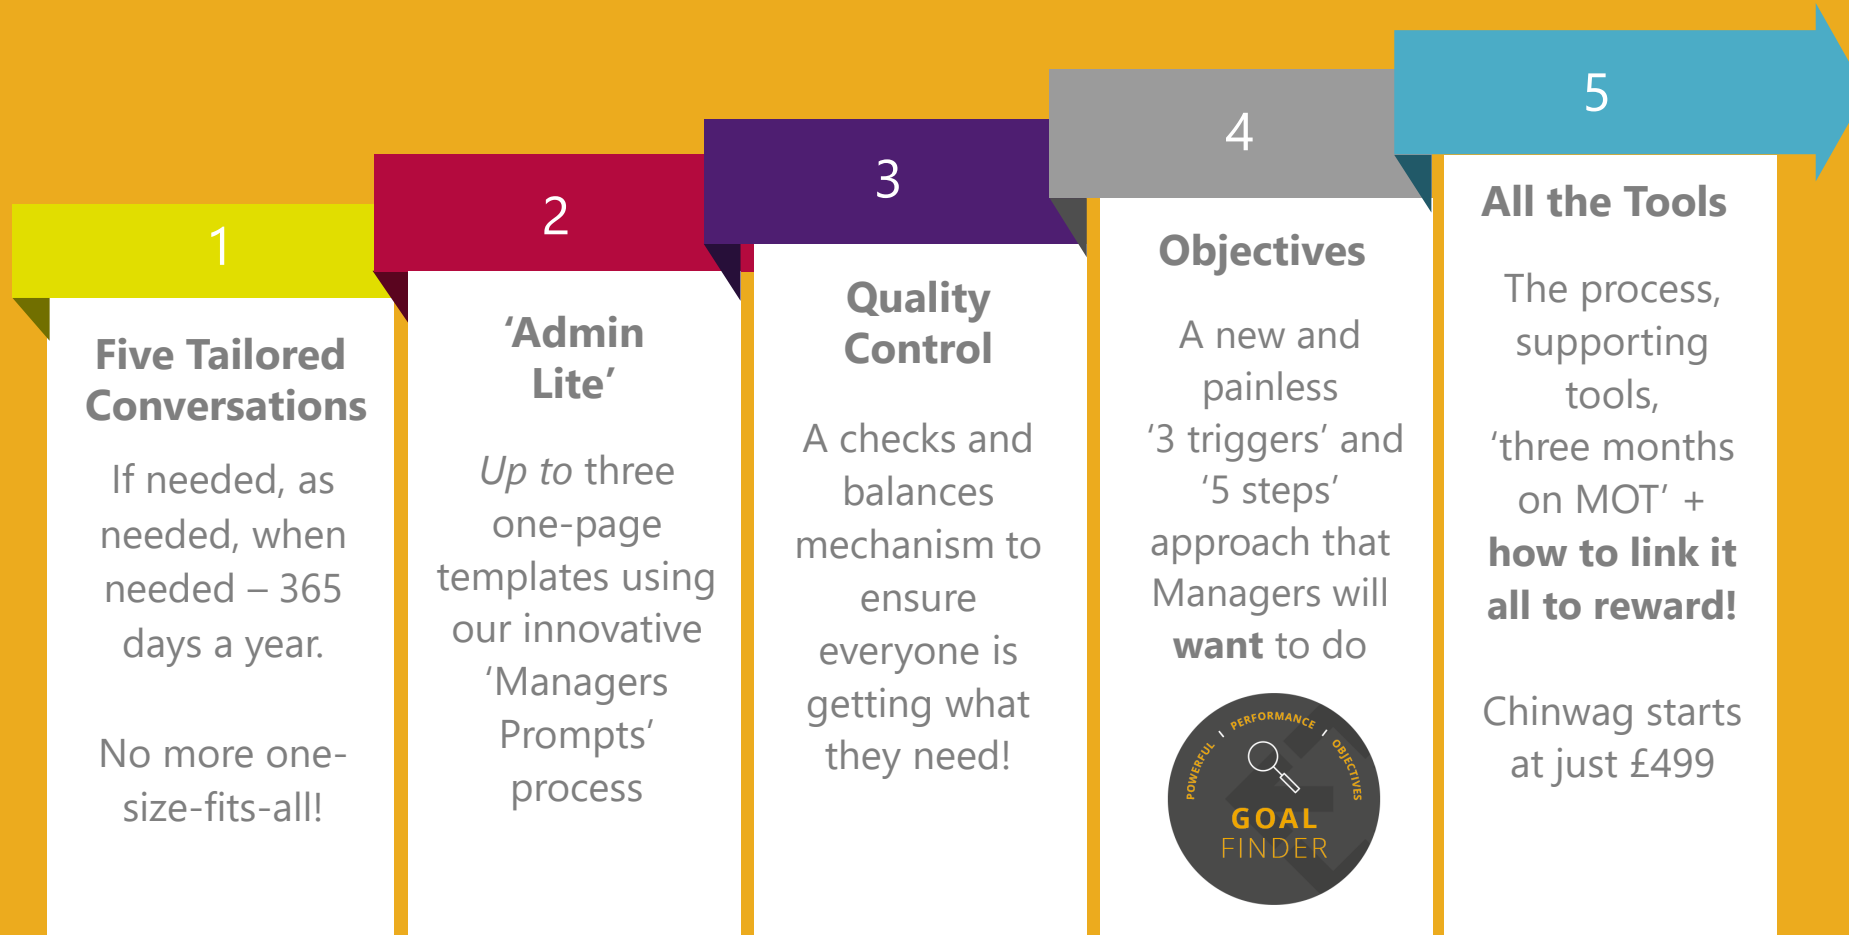 1
Five Tailored
Conversations
If needed, as
needed, when
needed – 365
days a year.
No more one-
size-fits-all!
2
‘Admin
Lite’
Up to three
one-page
templates using
our innovative
‘Managers
Prompts’
process
3
Quality
Control
A checks and
balances
mechanism to
ensure
everyone is
getting what
they need!
4
Objectives
A new and
painless
‘3 triggers’ and
‘5 steps’
approach that
Managers will
want to do
POWERFUL | PERFORMANCE | OBJECTIVES
GOAL
FINDER
5
All the Tools
The process,
supporting
tools,
‘three months
on MOT’ +
how to link it
all to reward!
Chinwag starts
at just £499